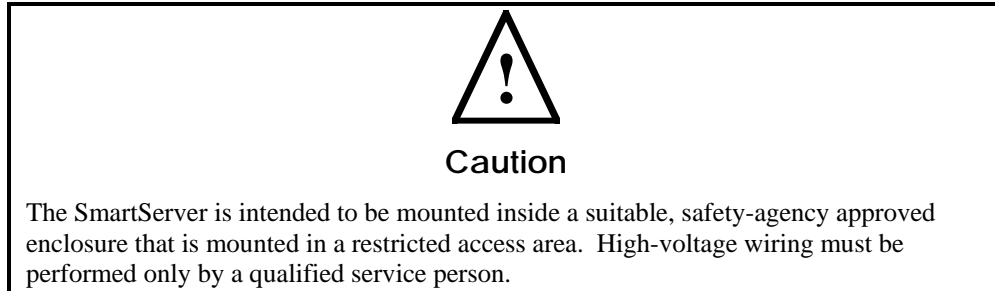 !
Caution
The SmartServer is intended to be mounted inside a suitable, safety-agency approved
enclosure that is mounted in a restricted access area.  High-voltage wiring must be
performed only by a qualified service person.